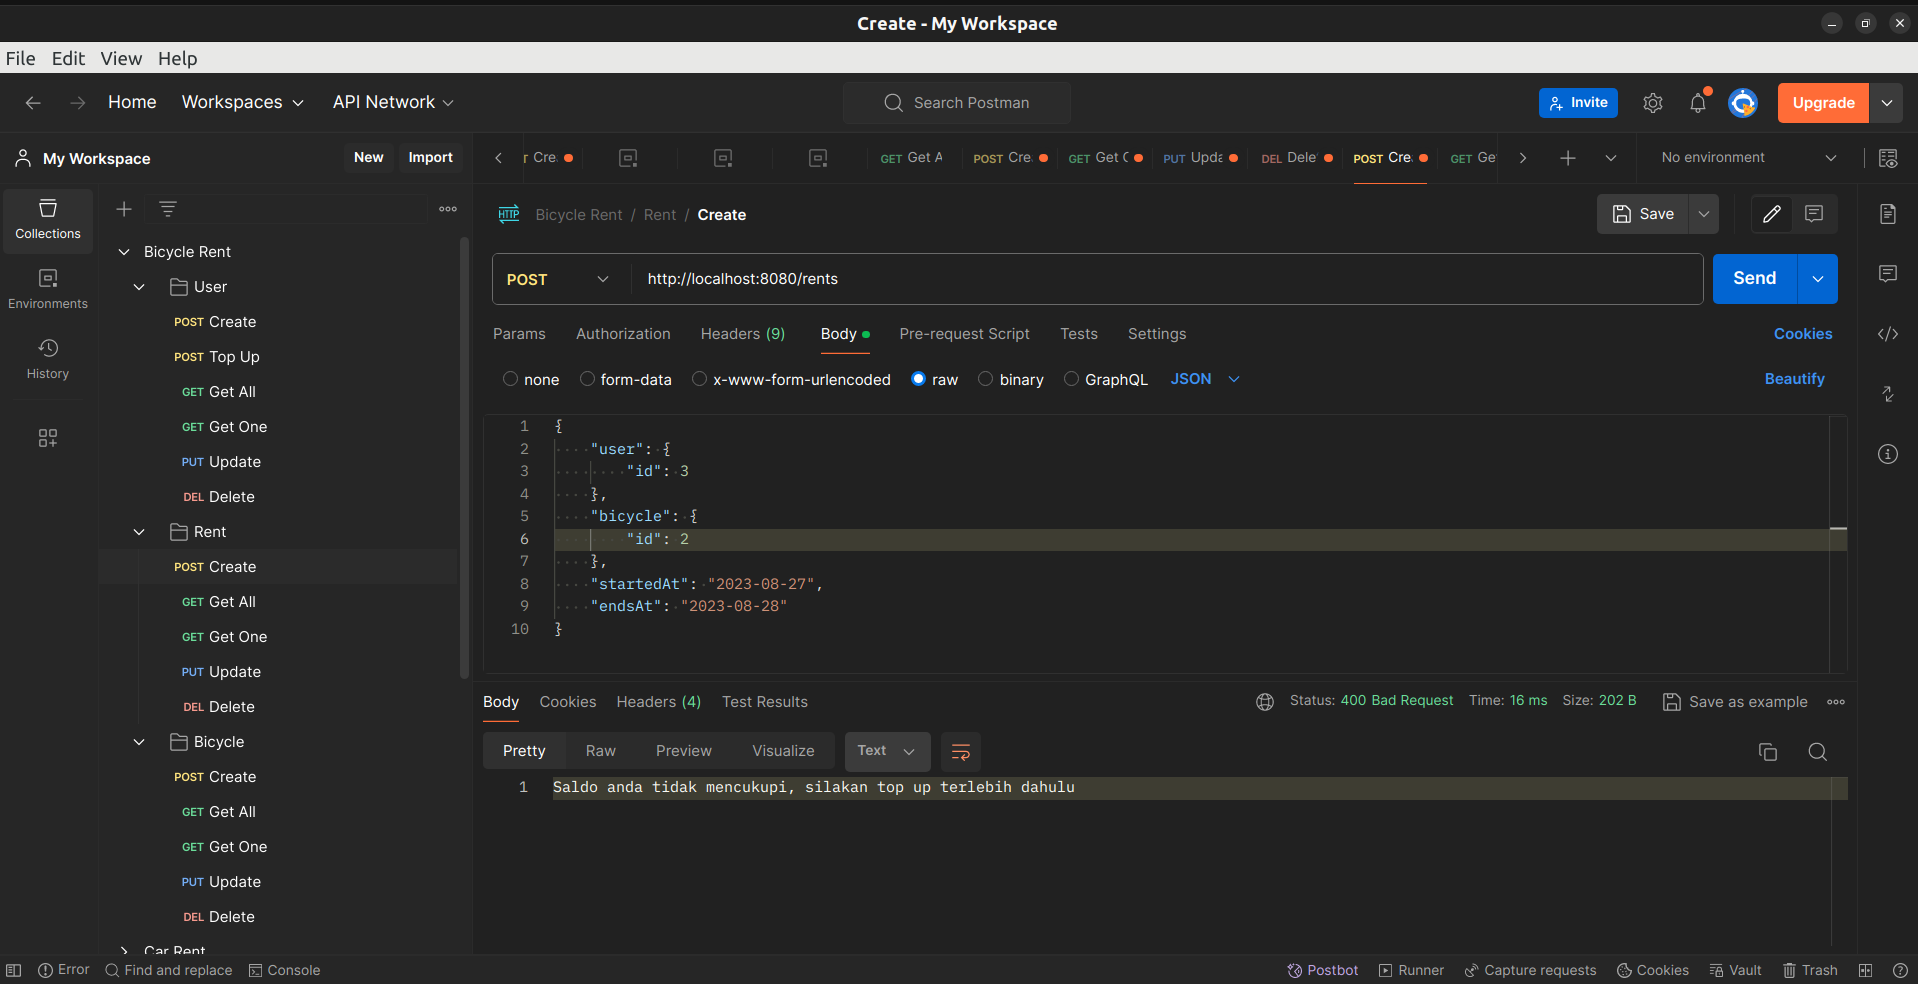 Create - My Workspace
File Edit View Help
Home Workspaces API Network Search Postman Invite Upgrade
My Workspace New Import
Cre. GET Get A POST Cre. GET Get PUT Upda DEL Dele POST Cre. GET Ge No environment
Collections
Environments
History
Bicycle Rent
User
POST Create
POST Top Up
GET Get All
GET Get One
PUT Update
DEL Delete
Rent
POST Create
GET Get All
GET Get One
PUT Update
DEL Delete
Bicycle
POST Create
GET Get All
GET Get One
PUT Update
DEL Delete
Car Rent
HTTP Bicycle Rent / Rent / Create Save
POST http://localhost:8080/rents Send
Params Authorization Headers (9) Body Pre-request Script Tests Settings Cookies
none form-data x-www-form-urlencoded raw binary GraphQL JSON Beautify
1 {
2 "user": {
3 "id": 3
4 },
5 "bicycle": {
6 "id": 2
7 },
8 "startedAt": "2023-08-27",
9 "endsAt": "2023-08-28"
10 }
Body Cookies Headers (4) Test Results Status: 400 Bad Request Time: 16 ms Size: 202 B Save as example
Pretty Raw Preview Visualize Text
1 Saldo anda tidak mencukupi, silakan top up terlebih dahulu
Error Find and replace Console Postbot Runner Capture requests Cookies Vault Trash